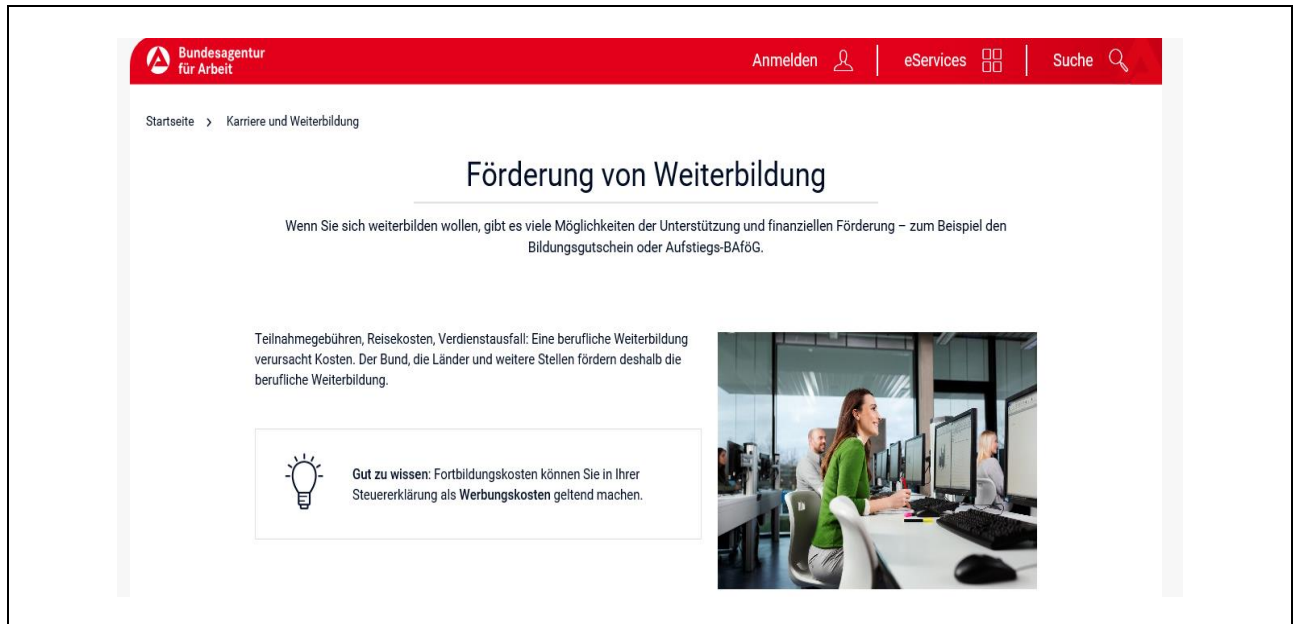 Bundesagentur
für Arbeit
Anmelden
eServices
Suche
Startseite > Karriere und Weiterbildung
Förderung von Weiterbildung
Wenn Sie sich weiterbilden wollen, gibt es viele Möglichkeiten der Unterstützung und finanziellen Förderung – zum Beispiel den
Bildungsgutschein oder Aufstiegs-BAföG.
Teilnahmegebühren, Reisekosten, Verdienstausfall: Eine berufliche Weiterbildung
verursacht Kosten. Der Bund, die Länder und weitere Stellen fördern deshalb die
berufliche Weiterbildung.
Gut zu wissen: Fortbildungskosten können Sie in Ihrer
Steuererklärung als Werbungskosten geltend machen.